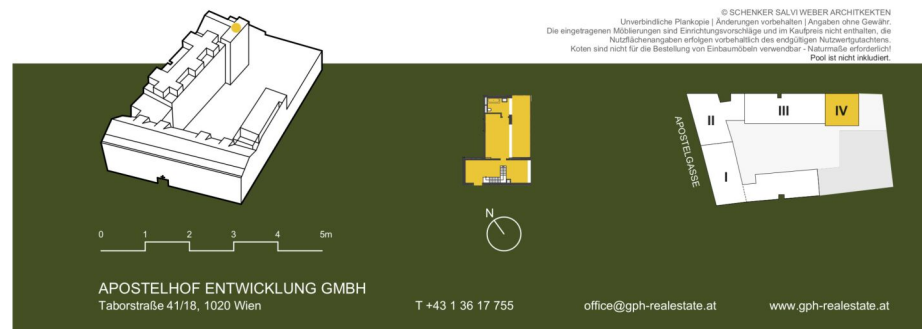 © SCHENKER SALVI WEBER ARCHITKEKTEN
Unverbindliche Plankopie | Änderungen vorbehalten | Angaben ohne Gewähr.
Die eingetragenen Möblierungen sind Einrichtungsvorschläge und im Kaufpreis nicht enthalten, die
Nutzflächenangaben erfolgen vorbehaltlich des endgültigen Nutzwertgutachtens.
Koten sind nicht für die Bestellung von Einbaumöbeln verwendbar - Naturmaße erforderlich!
Pool ist nicht inkludiert.
II
III
IV
I
APOSTELGASSE
N
0 1 2 3 4 5m
APOSTELHOF ENTWICKLUNG GMBH
Taborstraße 41/18, 1020 Wien
T +43 1 36 17 755
office@gph-realestate.at
www.gph-realestate.at